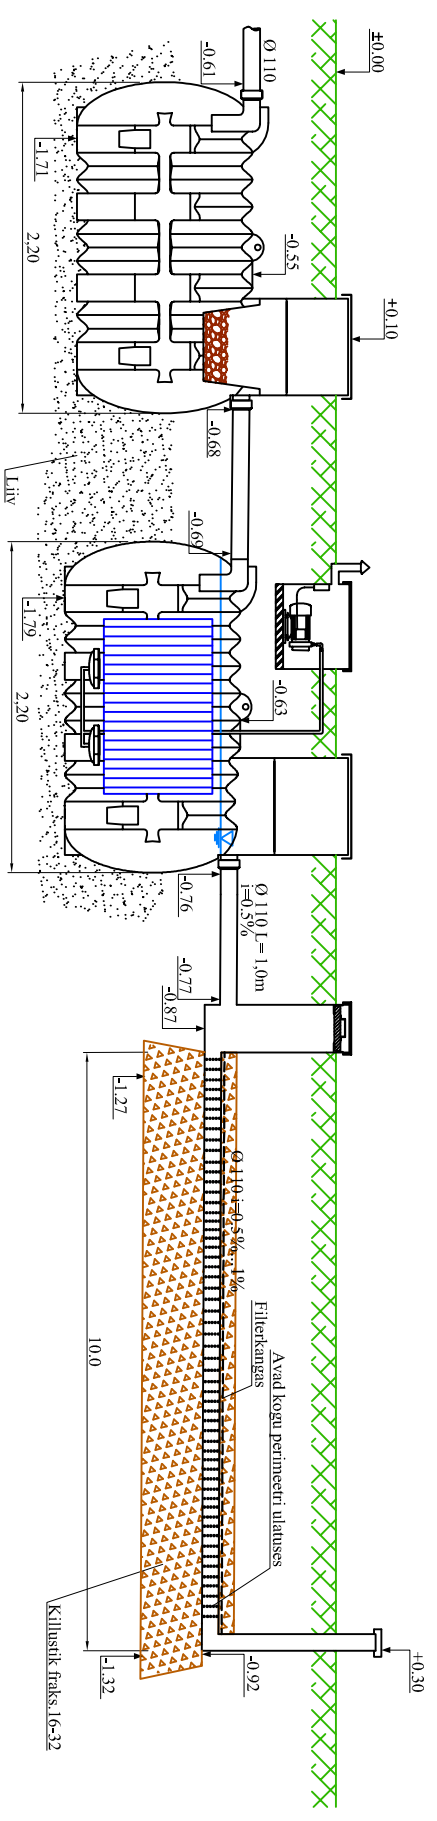 Ø 110
-0.61
±0.00
-1.71
2,20
-0.55
+0.10
-0.68
Liiv
-0.69
-1.79
2,20
-0.63
-0.76
Ø 110 L= 1,0m
i=0.5%
-0.77
-0.87
-1.27
Ø 110 i=0,5%...1%
10.0
Filterkangas
Avad kogu perimeetri ulatuses
Killustik fraks.16-32
-1.32
-0.92
+0.30